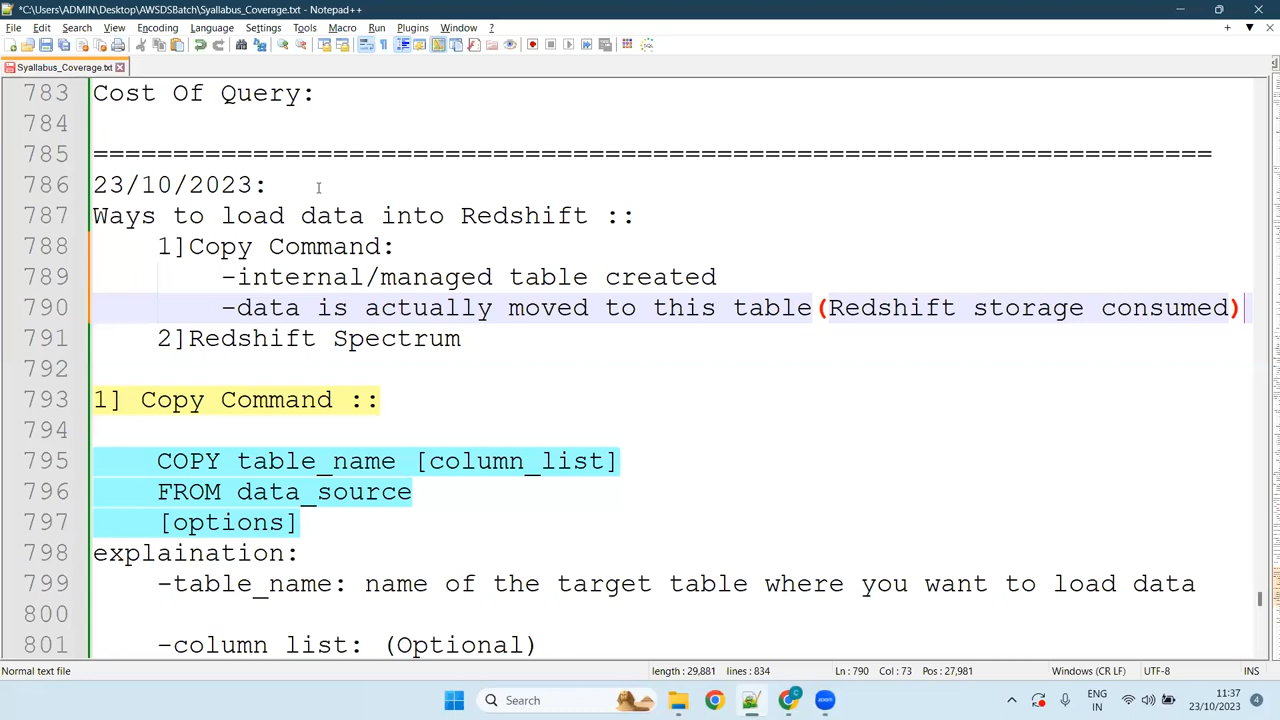 *C:\Users\ADMIN\Desktop\AWSDSBatch\Syallabus_Coverage.txt - Notepad++
File Edit Search View Encoding Language Settings Tools Macro Run Plugins Window ?
Syallabus_Coverage.txt
783 Cost Of Query:
784
785 ======================================================================
786 23/10/2023:
787 Ways to load data into Redshift ::
788 1]Copy Command:
789 -internal/managed table created
790 -data is actually moved to this table(Redshift storage consumed)
791 2]Redshift Spectrum
792
793 1] Copy Command ::
794
795 COPY table_name [column_list]
796 FROM data_source
797 [options]
798 explaination:
799 -table_name: name of the target table where you want to load data
800
801 -column list: (Optional)
Normal text file length : 29,881 lines : 834 Ln : 790 Col : 73 Pos : 27,981 Windows (CR LF) UTF-8 INS
Search ENG 11:37
IN 23/10/2023